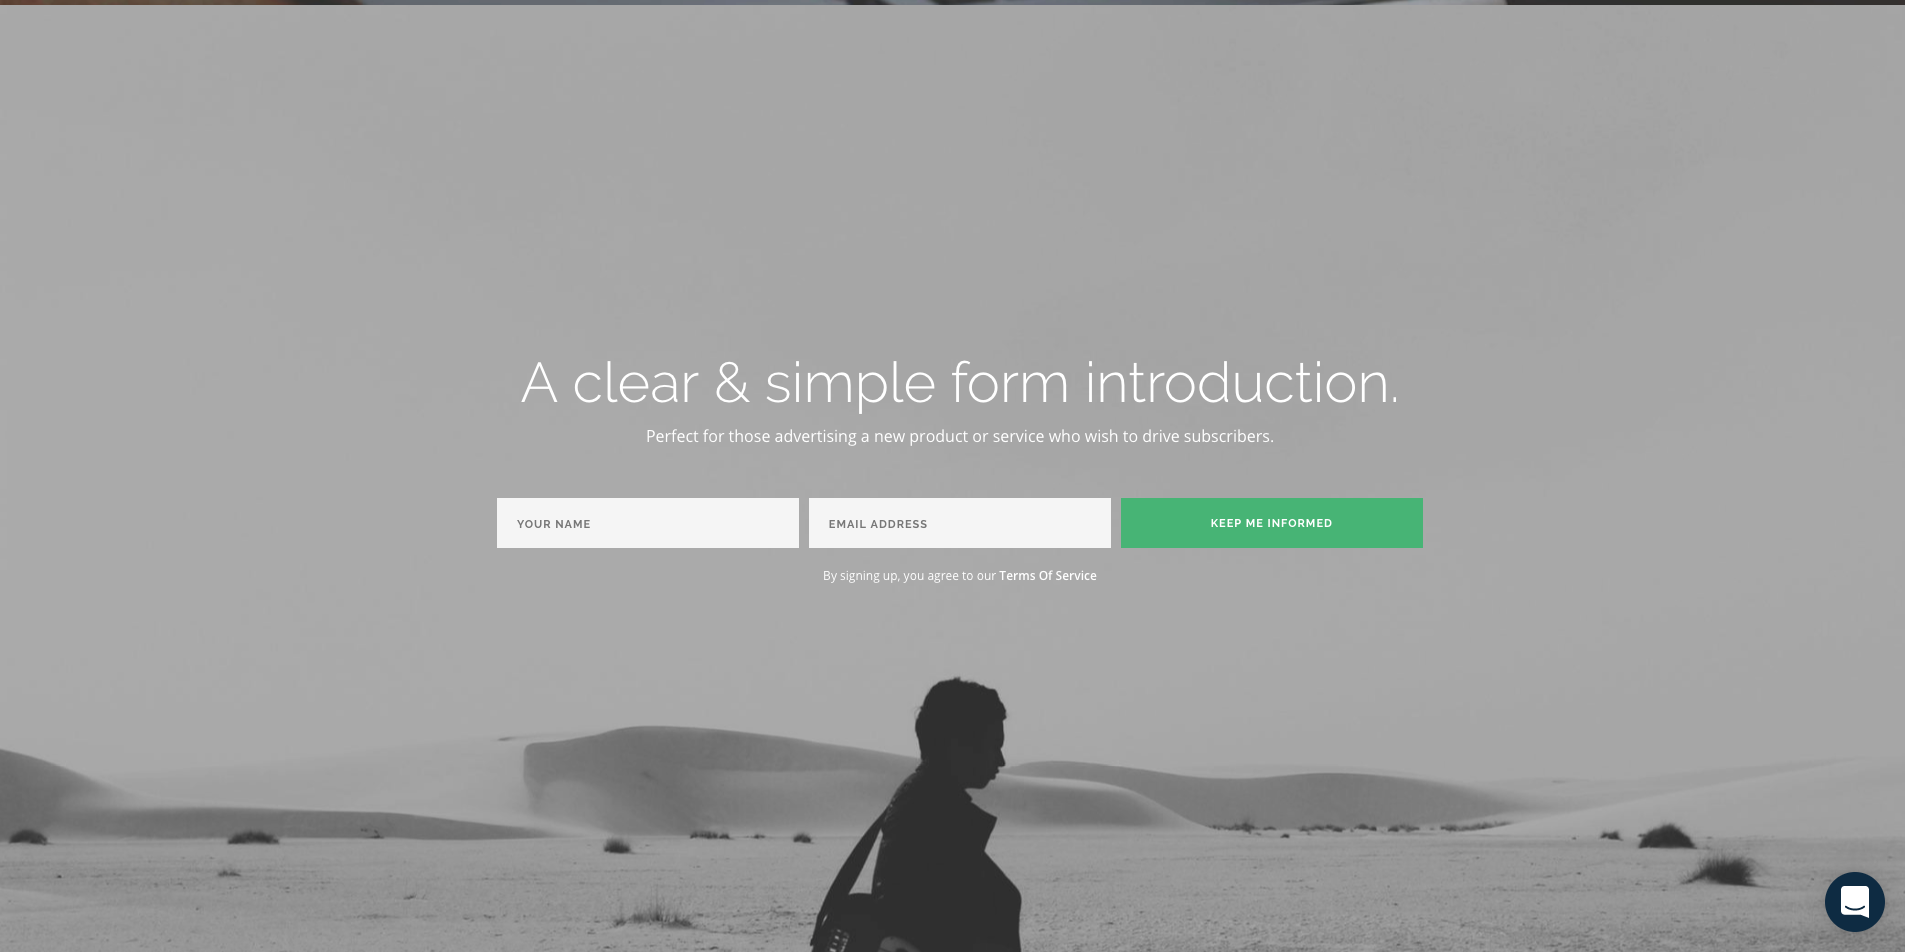 A clear & simple form introduction.
Perfect for those advertising a new product or service who wish to drive subscribers.
YOUR NAME
EMAIL ADDRESS
KEEP ME INFORMED
By signing up, you agree to our Terms Of Service